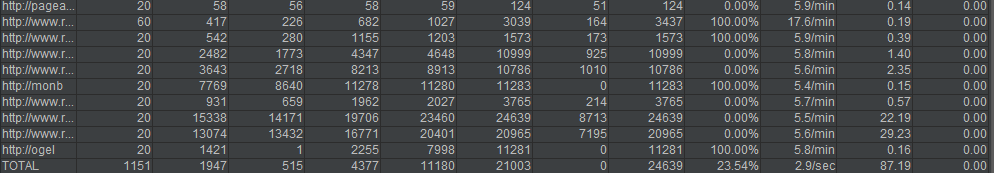 http://pagea... 20 58 56 58 59 124 51 124 0.00% 5.9/min 0.14 0.00
http://www.r... 60 417 226 682 1027 3039 164 3437 100.00% 17.6/min 0.19 0.00
http://www.r... 20 542 280 1155 1203 1573 173 1573 100.00% 5.9/min 0.39 0.00
http://www.r... 20 2482 1773 4347 4648 10999 925 10999 0.00% 5.8/min 1.40 0.00
http://www.r... 20 3643 2718 8213 8913 10786 1010 10786 0.00% 5.6/min 2.35 0.00
http://monb 20 7769 8640 11278 11280 11283 0 11283 100.00% 5.4/min 0.15 0.00
http://www.r... 20 931 659 1962 2027 3765 214 3765 0.00% 5.7/min 0.57 0.00
http://www.r... 20 15338 14171 19706 23460 24639 8713 24639 0.00% 5.5/min 22.19 0.00
http://www.r... 20 13074 13432 16771 20401 20965 7195 20965 0.00% 5.6/min 29.23 0.00
http://ogel 20 1421 1 2255 7998 11281 0 11281 100.00% 5.8/min 0.16 0.00
TOTAL 1151 1947 515 4377 11180 21003 0 24639 23.54% 2.9/sec 87.19 0.00